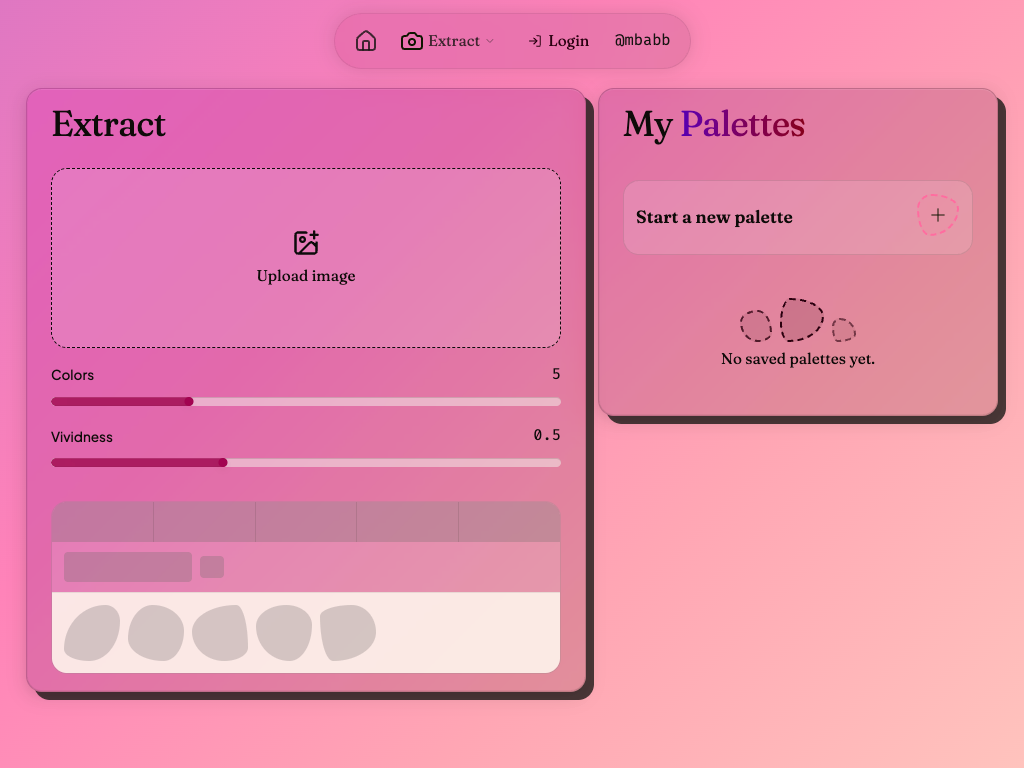 Extract
Login
@mbabb
Extract
Upload image
Colors
5
Vividness
0.5
My Palettes
Start a new palette
No saved palettes yet.